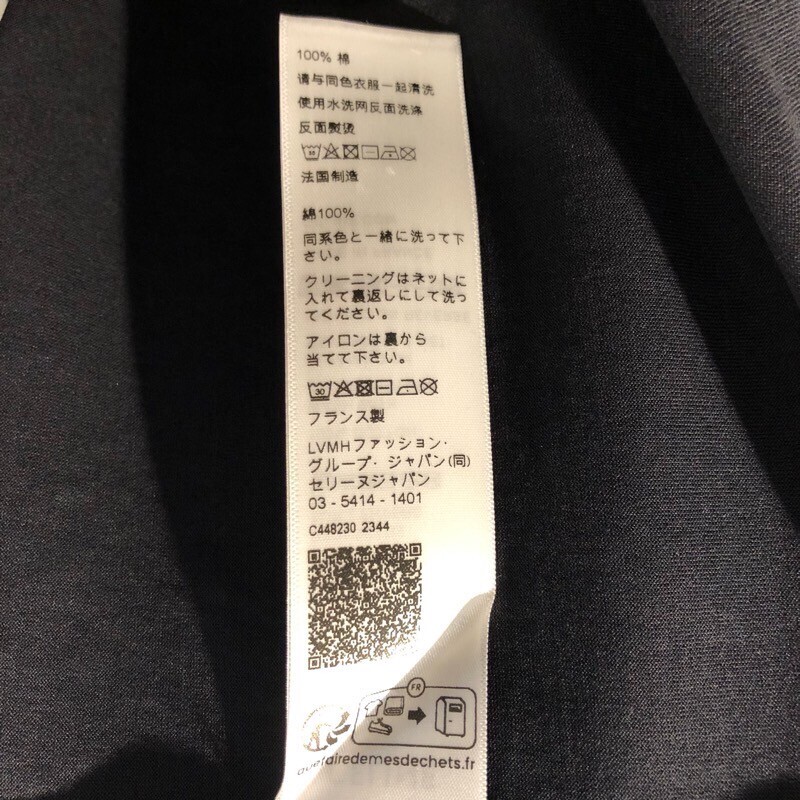 100% 棉
请与同色衣服一起清洗
使用水洗网反面洗涤
反面熨烫
法国制造
綿100%
同系色と一緒に洗って下
さい。
クリーニングはネットに
入れて裏返しにして洗っ
てください。
アイロンは裏から
当てて下さい。
30
フランス製
LVMHファッション・
グループ・ジャパン(同)
セリーヌジャパン
03 - 5414 - 1401
C448230 2344
FR
quefairedemesdechets.fr